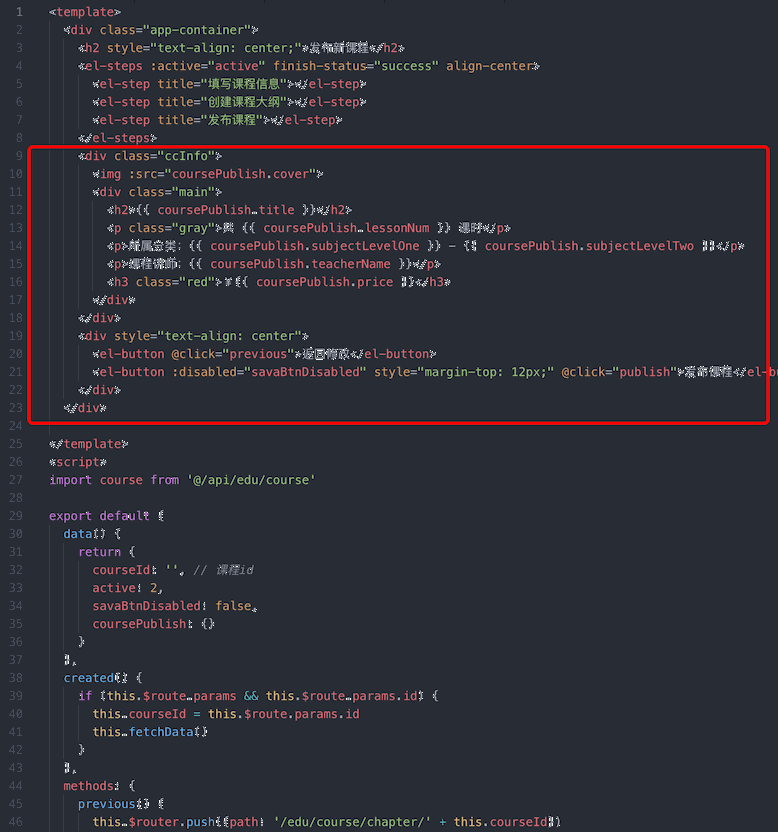 1 <template>
2 <div class="app-container">
3 <h2 style="text-align: center;">发布新课程</h2>
4 <el-steps :active="active" finish-status="success" align-center>
5 <el-step title="填写课程信息"></el-step>
6 <el-step title="创建课程大纲"></el-step>
7 <el-step title="发布课程"></el-step>
8 </el-steps>
9 <div class="ccInfo">
10 <img :src="coursePublish.cover">
11 <div class="main">
12 <h2>{{ coursePublish.title }}</h2>
13 <p class="gray">共 {{ coursePublish.lessonNum }} 课时</p>
14 <p>所属分类: {{ coursePublish.subjectLevelOne }} — {{ coursePublish.subjectLevelTwo }}</p>
15 <p>课程讲师: {{ coursePublish.teacherName }}</p>
16 <h3 class="red">￥{{ coursePublish.price }}</h3>
17 </div>
18 </div>
19 <div style="text-align: center">
20 <el-button @click="previous">返回修改</el-button>
21 <el-button :disabled="savaBtnDisabled" style="margin-top: 12px;" @click="publish">发布课程</el-bu
22 </div>
23 </div>
24
25 </template>
26 <script>
27 import course from '@/api/edu/course'
28
29 export default {
30 data() {
31 return {
32 courseId: '', // 课程id
33 active: 2,
34 savaBtnDisabled: false,
35 coursePublish: {}
36 }
37 },
38 created() {
39 if (this.$route.params && this.$route.params.id) {
40 this.courseId = this.$route.params.id
41 this.fetchData()
42 }
43 },
44 methods: {
45 previous() {
46 this.$router.push({path: '/edu/course/chapter/' + this.courseId})